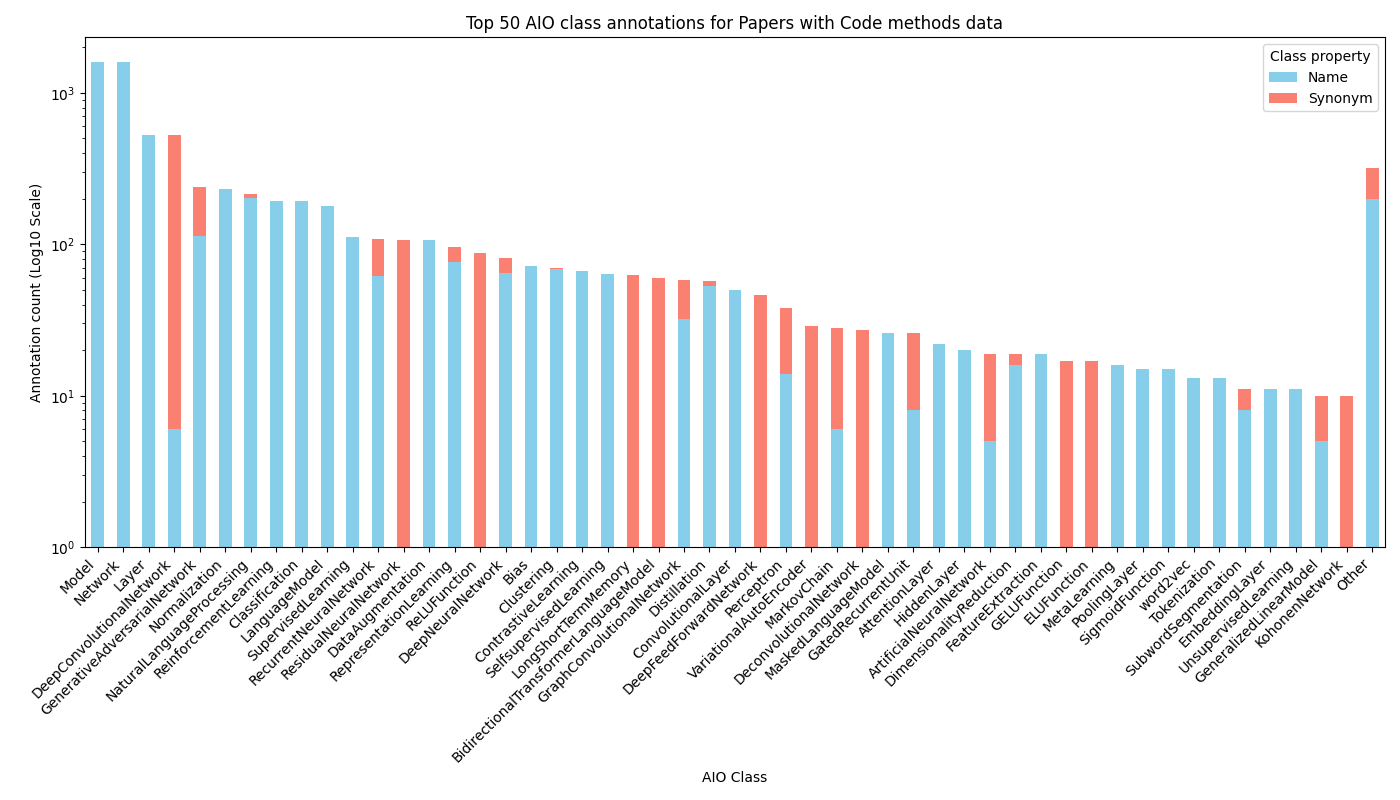 Top 50 AIO class annotations for Papers with Code methods data
Class property
Name
Synonym
Annotation count (Log10 Scale)
10³
10²
10¹
10⁰
Model
Network
Layer
DeepConvolutionalNetwork
GenerativeAdversarialNetwork
Normalization
NaturalLanguageProcessing
ReinforcementLearning
Classification
LanguageModel
SupervisedLearning
RecurrentNeuralNetwork
ResidualNeuralNetwork
DataAugmentation
RepresentationLearning
ReLUFunction
DeepNeuralNetwork
Bias
Clustering
ContrastiveLearning
SelfsupervisedLearning
LongShortTermMemory
BidirectionalTransformerLanguageModel
GraphConvolutionalNetwork
Distillation
ConvolutionalLayer
DeepFeedForwardNetwork
Perceptron
VariationalAutoEncoder
MarkovChain
DeconvolutionalNetwork
MaskedLanguageModel
GatedRecurrentUnit
AttentionLayer
HiddenLayer
ArtificialNeuralNetwork
DimensionalityReduction
FeatureExtraction
GELUFunction
ELUFunction
MetaLearning
PoolingLayer
SigmoidFunction
word2vec
Tokenization
SubwordSegmentation
EmbeddingLayer
UnsupervisedLearning
GeneralizedLinearModel
KohonenNetwork
Other
AIO Class